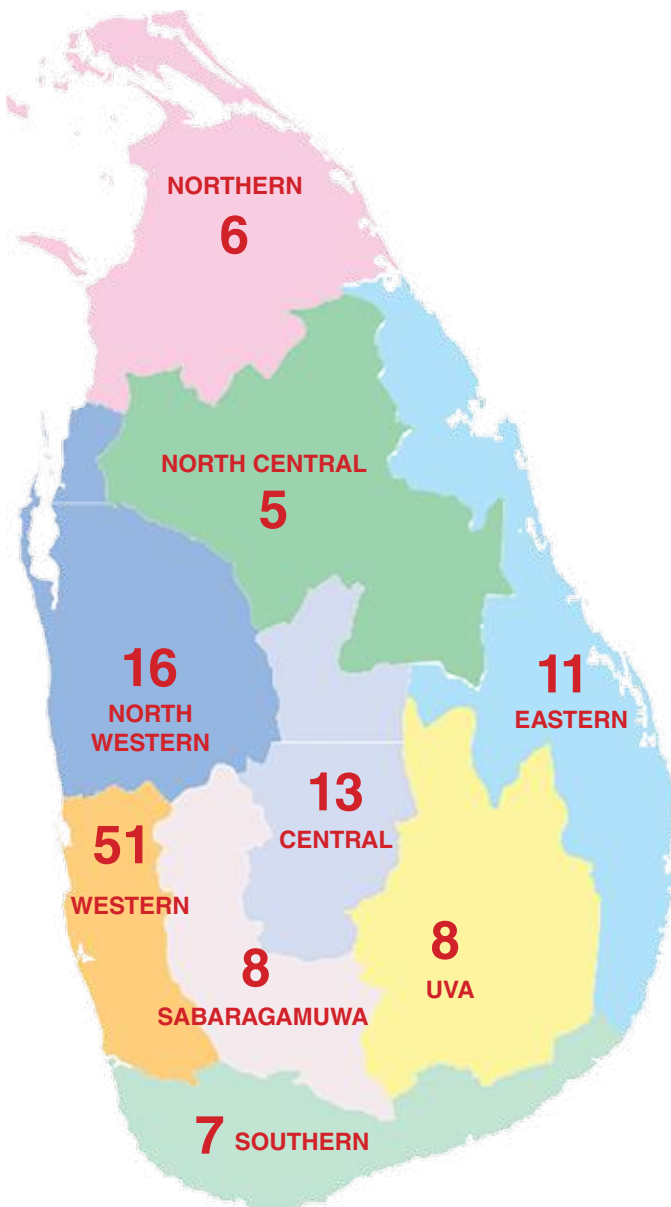 NORTHERN
6
NORTH CENTRAL
5
16
NORTH
WESTERN
11
EASTERN
13
CENTRAL
51
WESTERN
8
SABARAGAMUWA
8
UVA
7 SOUTHERN